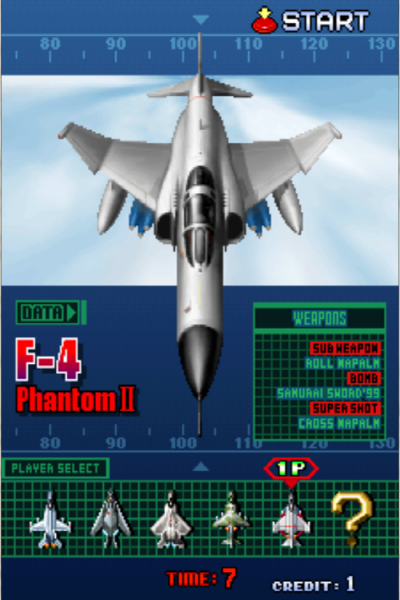 START
80 90 100 110 120 130
DATA
F-4
Phantom II
WEAPONS
SUB WEAPON
ROLL NAPALM
BOMB
SAMURAI SWORD'99
SUPER SHOT
CROSS NAPALM
80 90 100 110 120 130
PLAYER SELECT
1P
?
TIME: 7
CREDIT: 1